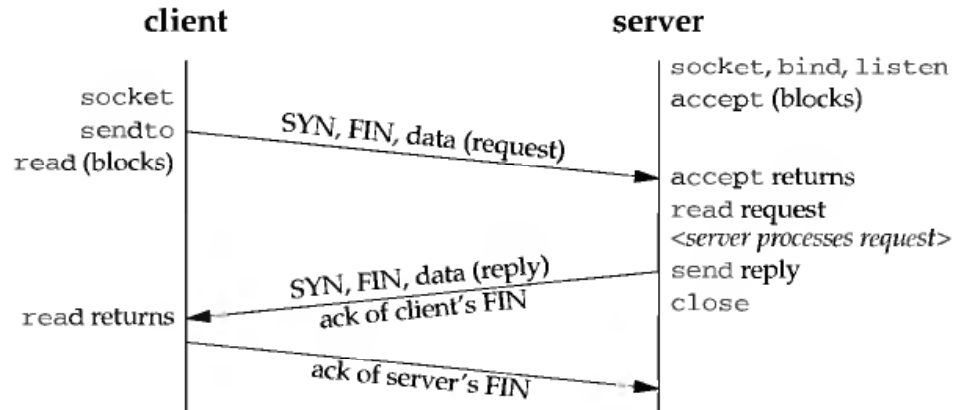 client
server
socket, bind, listen
socket
accept (blocks)
sendto
SYN, FIN, data (request)
read (blocks)
accept returns
read request
<server processes request>
SYN, FIN, data (reply)
send reply
ack of client's FIN
close
read returns
ack of server's FIN